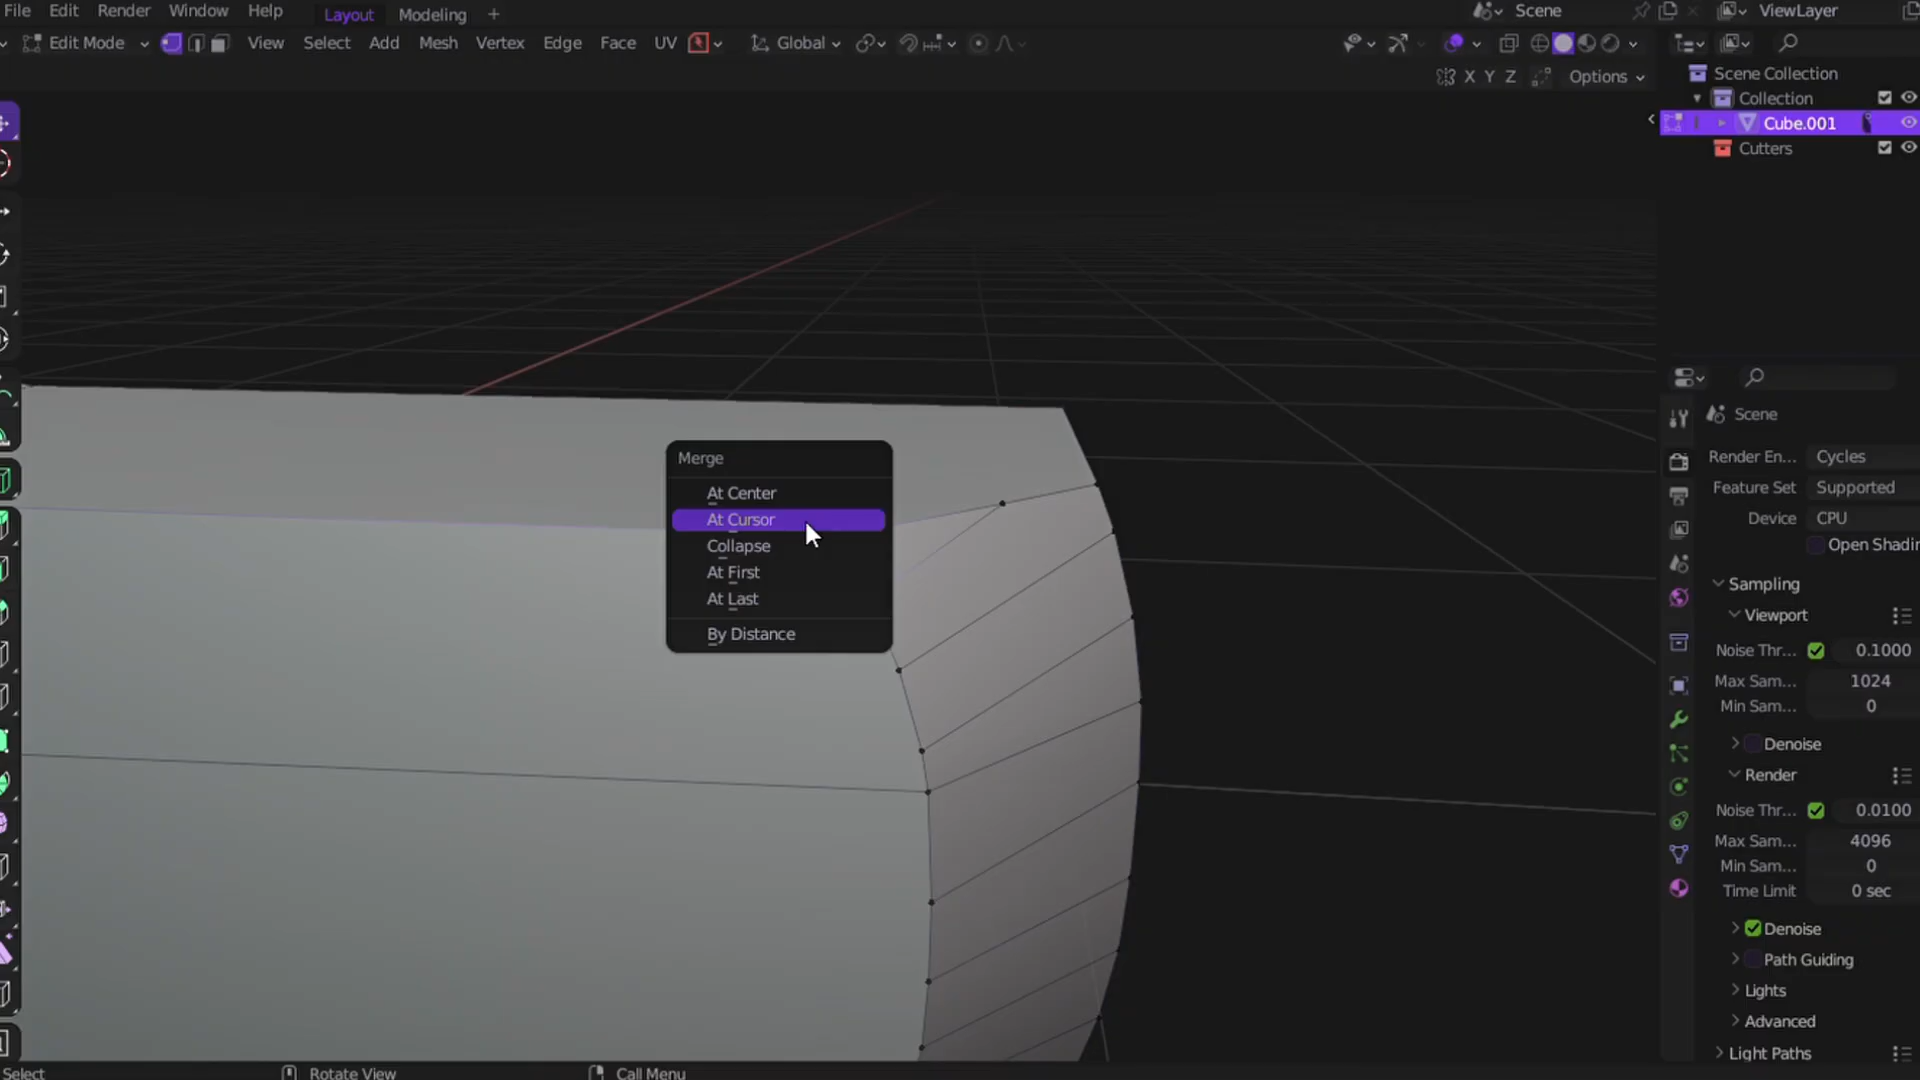 File Edit Render Window Help Layout Modeling + Scene ViewLayer
Edit Mode View Select Add Mesh Vertex Edge Face UV Global
X Y Z Options
Scene Collection
Collection
Cube.001
Cutters
Merge
At Center
At Cursor
Collapse
At First
At Last
By Distance
Scene
Render En... Cycles
Feature Set Supported
Device CPU
Open Shadin
Sampling
Viewport
Noise Thr... 0.1000
Max Sam... 1024
Min Sam... 0
Denoise
Render
Noise Thr... 0.0100
Max Sam... 4096
Min Sam... 0
Time Limit 0 sec
Denoise
Path Guiding
Lights
Advanced
Light Paths
Select Rotate View Call Menu